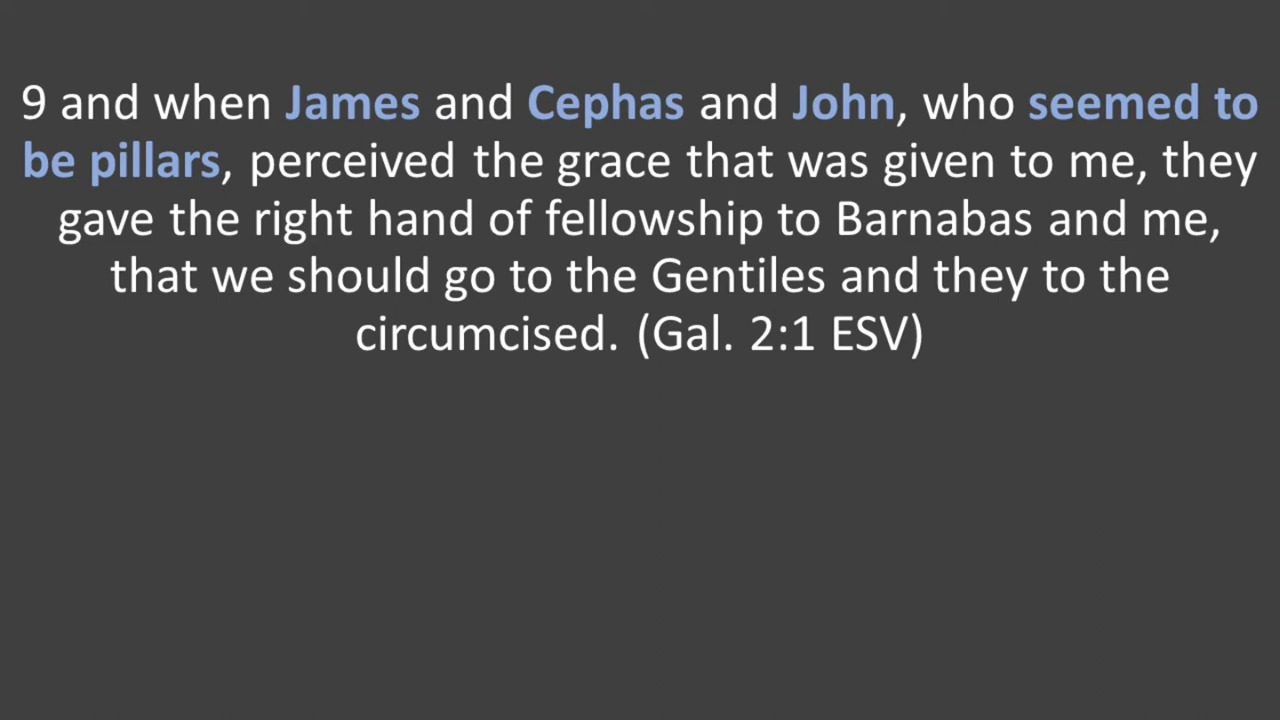 9 and when James and Cephas and John, who seemed to
be pillars, perceived the grace that was given to me, they
gave the right hand of fellowship to Barnabas and me,
that we should go to the Gentiles and they to the
circumcised. (Gal. 2:1 ESV)